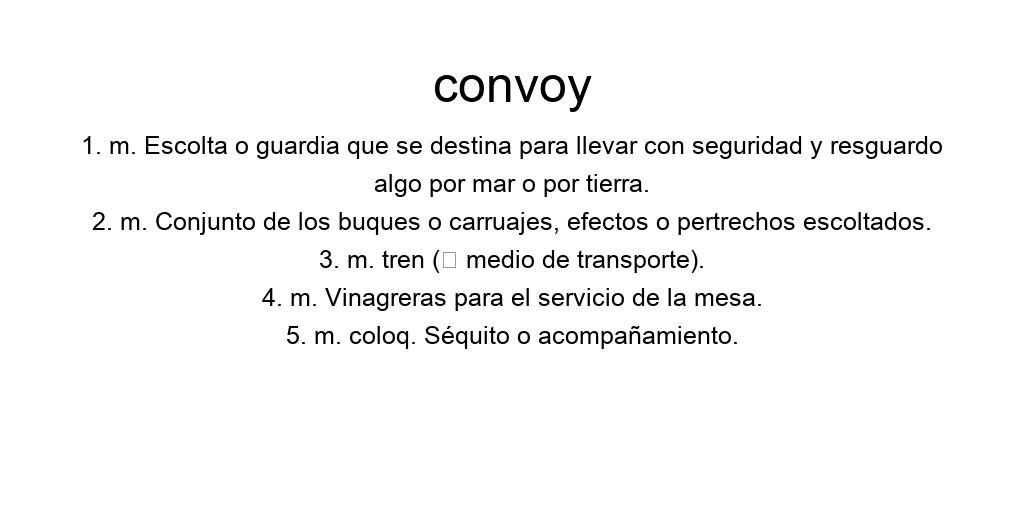 convoy
1. m. Escolta o guardia que se destina para llevar con seguridad y resguardo
algo por mar o por tierra.
2. m. Conjunto de los buques o carruajes, efectos o pertrechos escoltados.
3. m. tren (□ medio de transporte).
4. m. Vinagreras para el servicio de la mesa.
5. m. coloq. Séquito o acompañamiento.